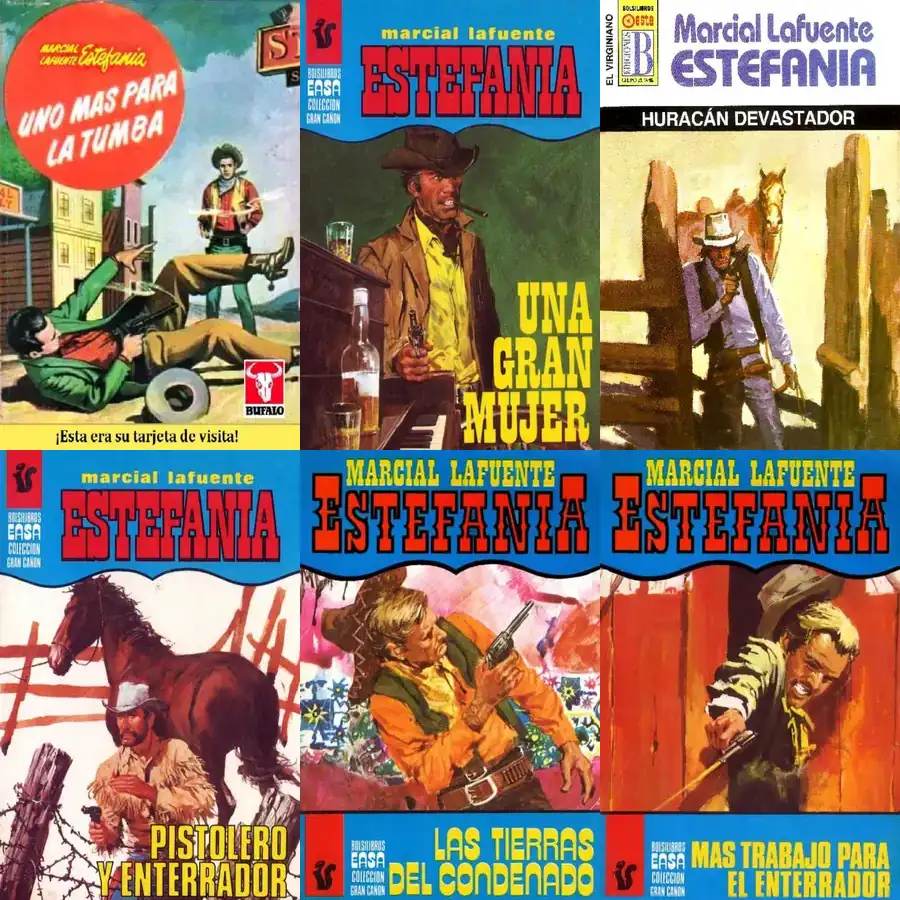 MARCIAL
LAFUENTE Estefania
UNO MAS PARA
LA TUMBA
BUFALO
¡Esta era su tarjeta de visita!
BOLSILIBROS
EASA
COLECCION
GRAN CAÑON
marcial lafuente
ESTEFANIA
UNA
GRAN
MUJER
EL VIRGINIANO
BOLSILIBROS
Oeste
EDICIONES
B
GRUPO ZETA
Marcial Lafuente
ESTEFANIA
HURACÁN DEVASTADOR
BOLSILIBROS
EASA
COLECCION
GRAN CAÑON
marcial lafuente
ESTEFANIA
PISTOLERO
Y ENTERRADOR
MARCIAL LAFUENTE
ESTEFANIA
BOLSILIBROS
EASA
COLECCION
GRAN CAÑON
LAS TIERRAS
DEL CONDENADO
MARCIAL LAFUENTE
ESTEFANIA
BOLSILIBROS
EASA
COLECCION
GRAN CAÑON
MAS TRABAJO PARA
EL ENTERRADOR